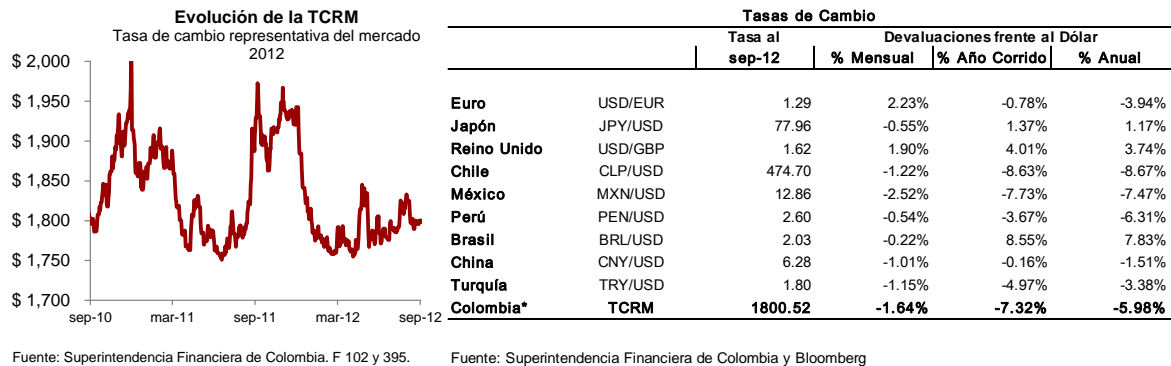 Evolución de la TCRM
Tasa de cambio representativa del mercado
2012
$ 2,000
$ 1,950
$ 1,900
$ 1,850
$ 1,800
$ 1,750
$ 1,700
sep-10 mar-11 sep-11 mar-12 sep-12
Fuente: Superintendencia Financiera de Colombia. F 102 y 395.
Tasas de Cambio
Tasa al Devaluaciones frente al Dólar
sep-12 % Mensual % Año Corrido % Anual
Euro USD/EUR 1.29 2.23% -0.78% -3.94%
Japón JPY/USD 77.96 -0.55% 1.37% 1.17%
Reino Unido USD/GBP 1.62 1.90% 4.01% 3.74%
Chile CLP/USD 474.70 -1.22% -8.63% -8.67%
México MXN/USD 12.86 -2.52% -7.73% -7.47%
Perú PEN/USD 2.60 -0.54% -3.67% -6.31%
Brasil BRL/USD 2.03 -0.22% 8.55% 7.83%
China CNY/USD 6.28 -1.01% -0.16% -1.51%
Turquía TRY/USD 1.80 -1.15% -4.97% -3.38%
Colombia* TCRM 1800.52 -1.64% -7.32% -5.98%
Fuente: Superintendencia Financiera de Colombia y Bloomberg